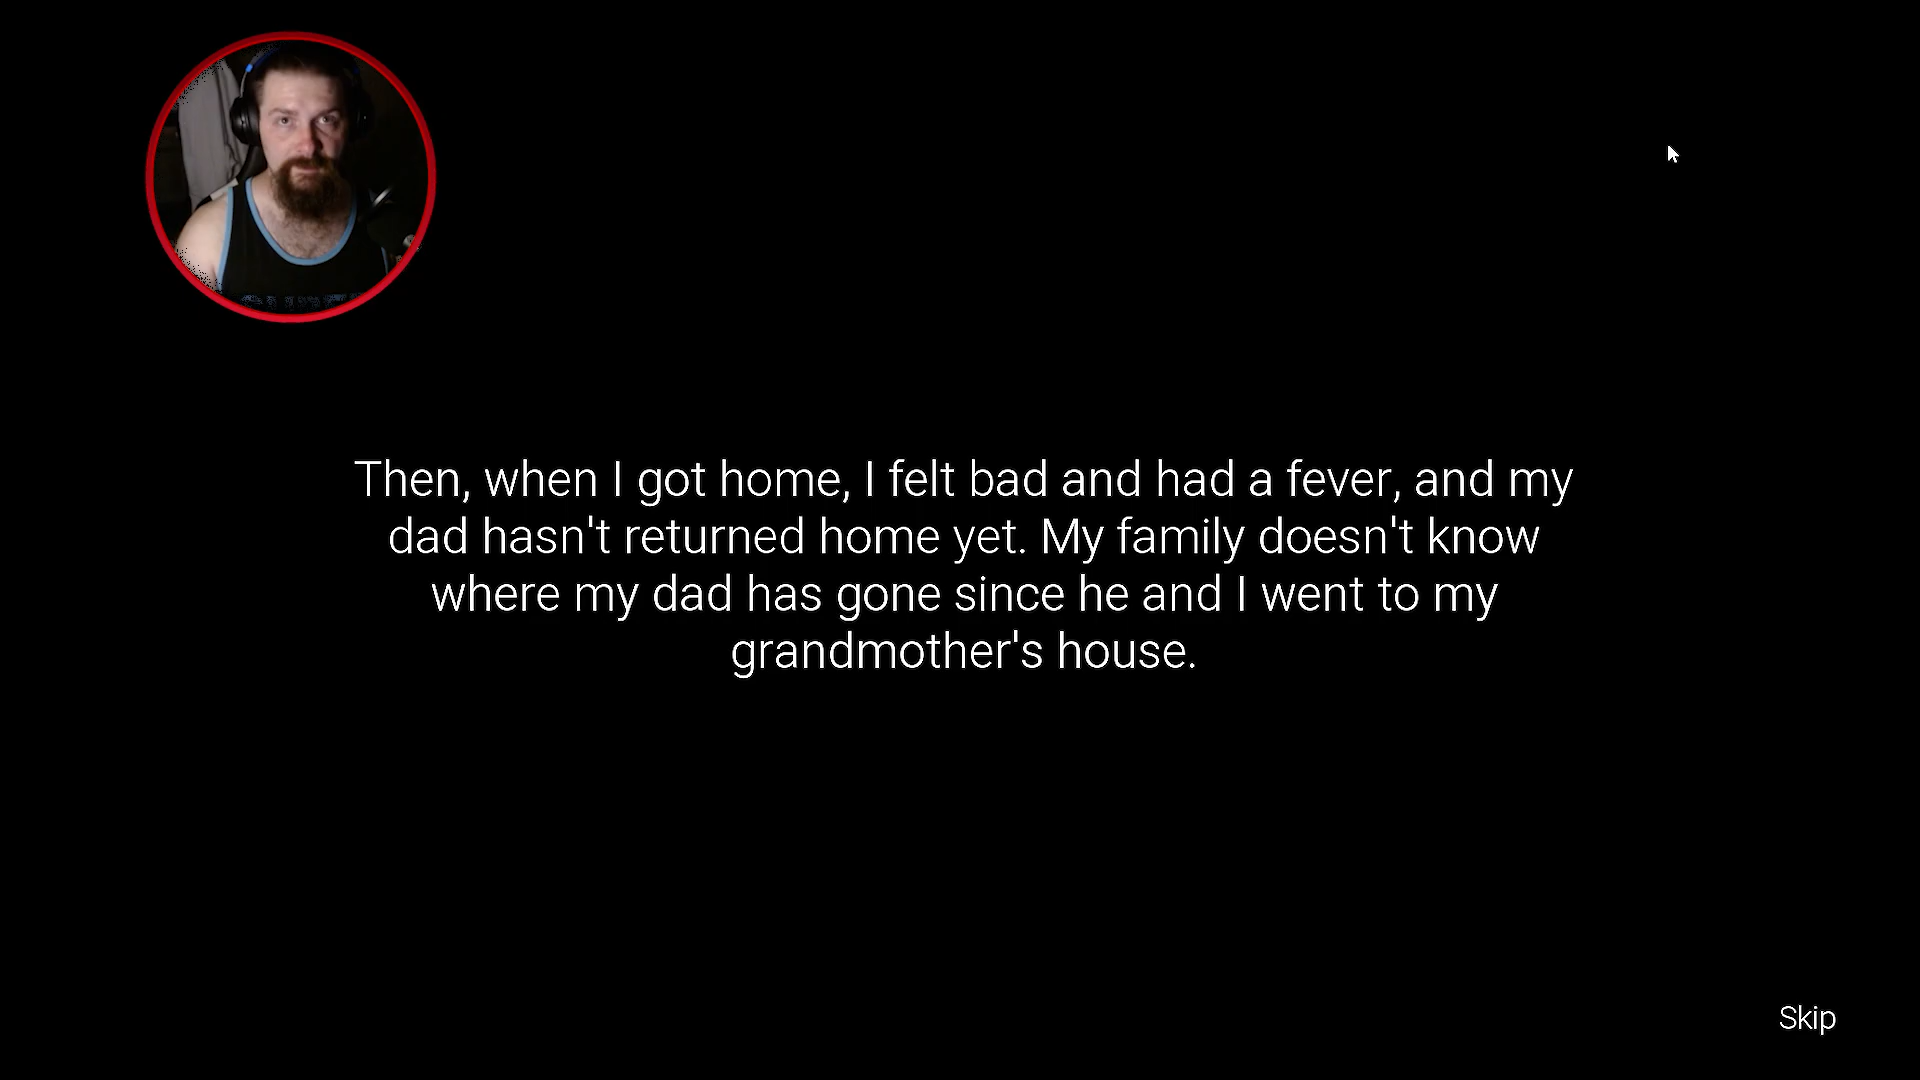 Then, when I got home, I felt bad and had a fever, and my
dad hasn't returned home yet. My family doesn't know
where my dad has gone since he and I went to my
grandmother's house.
Skip